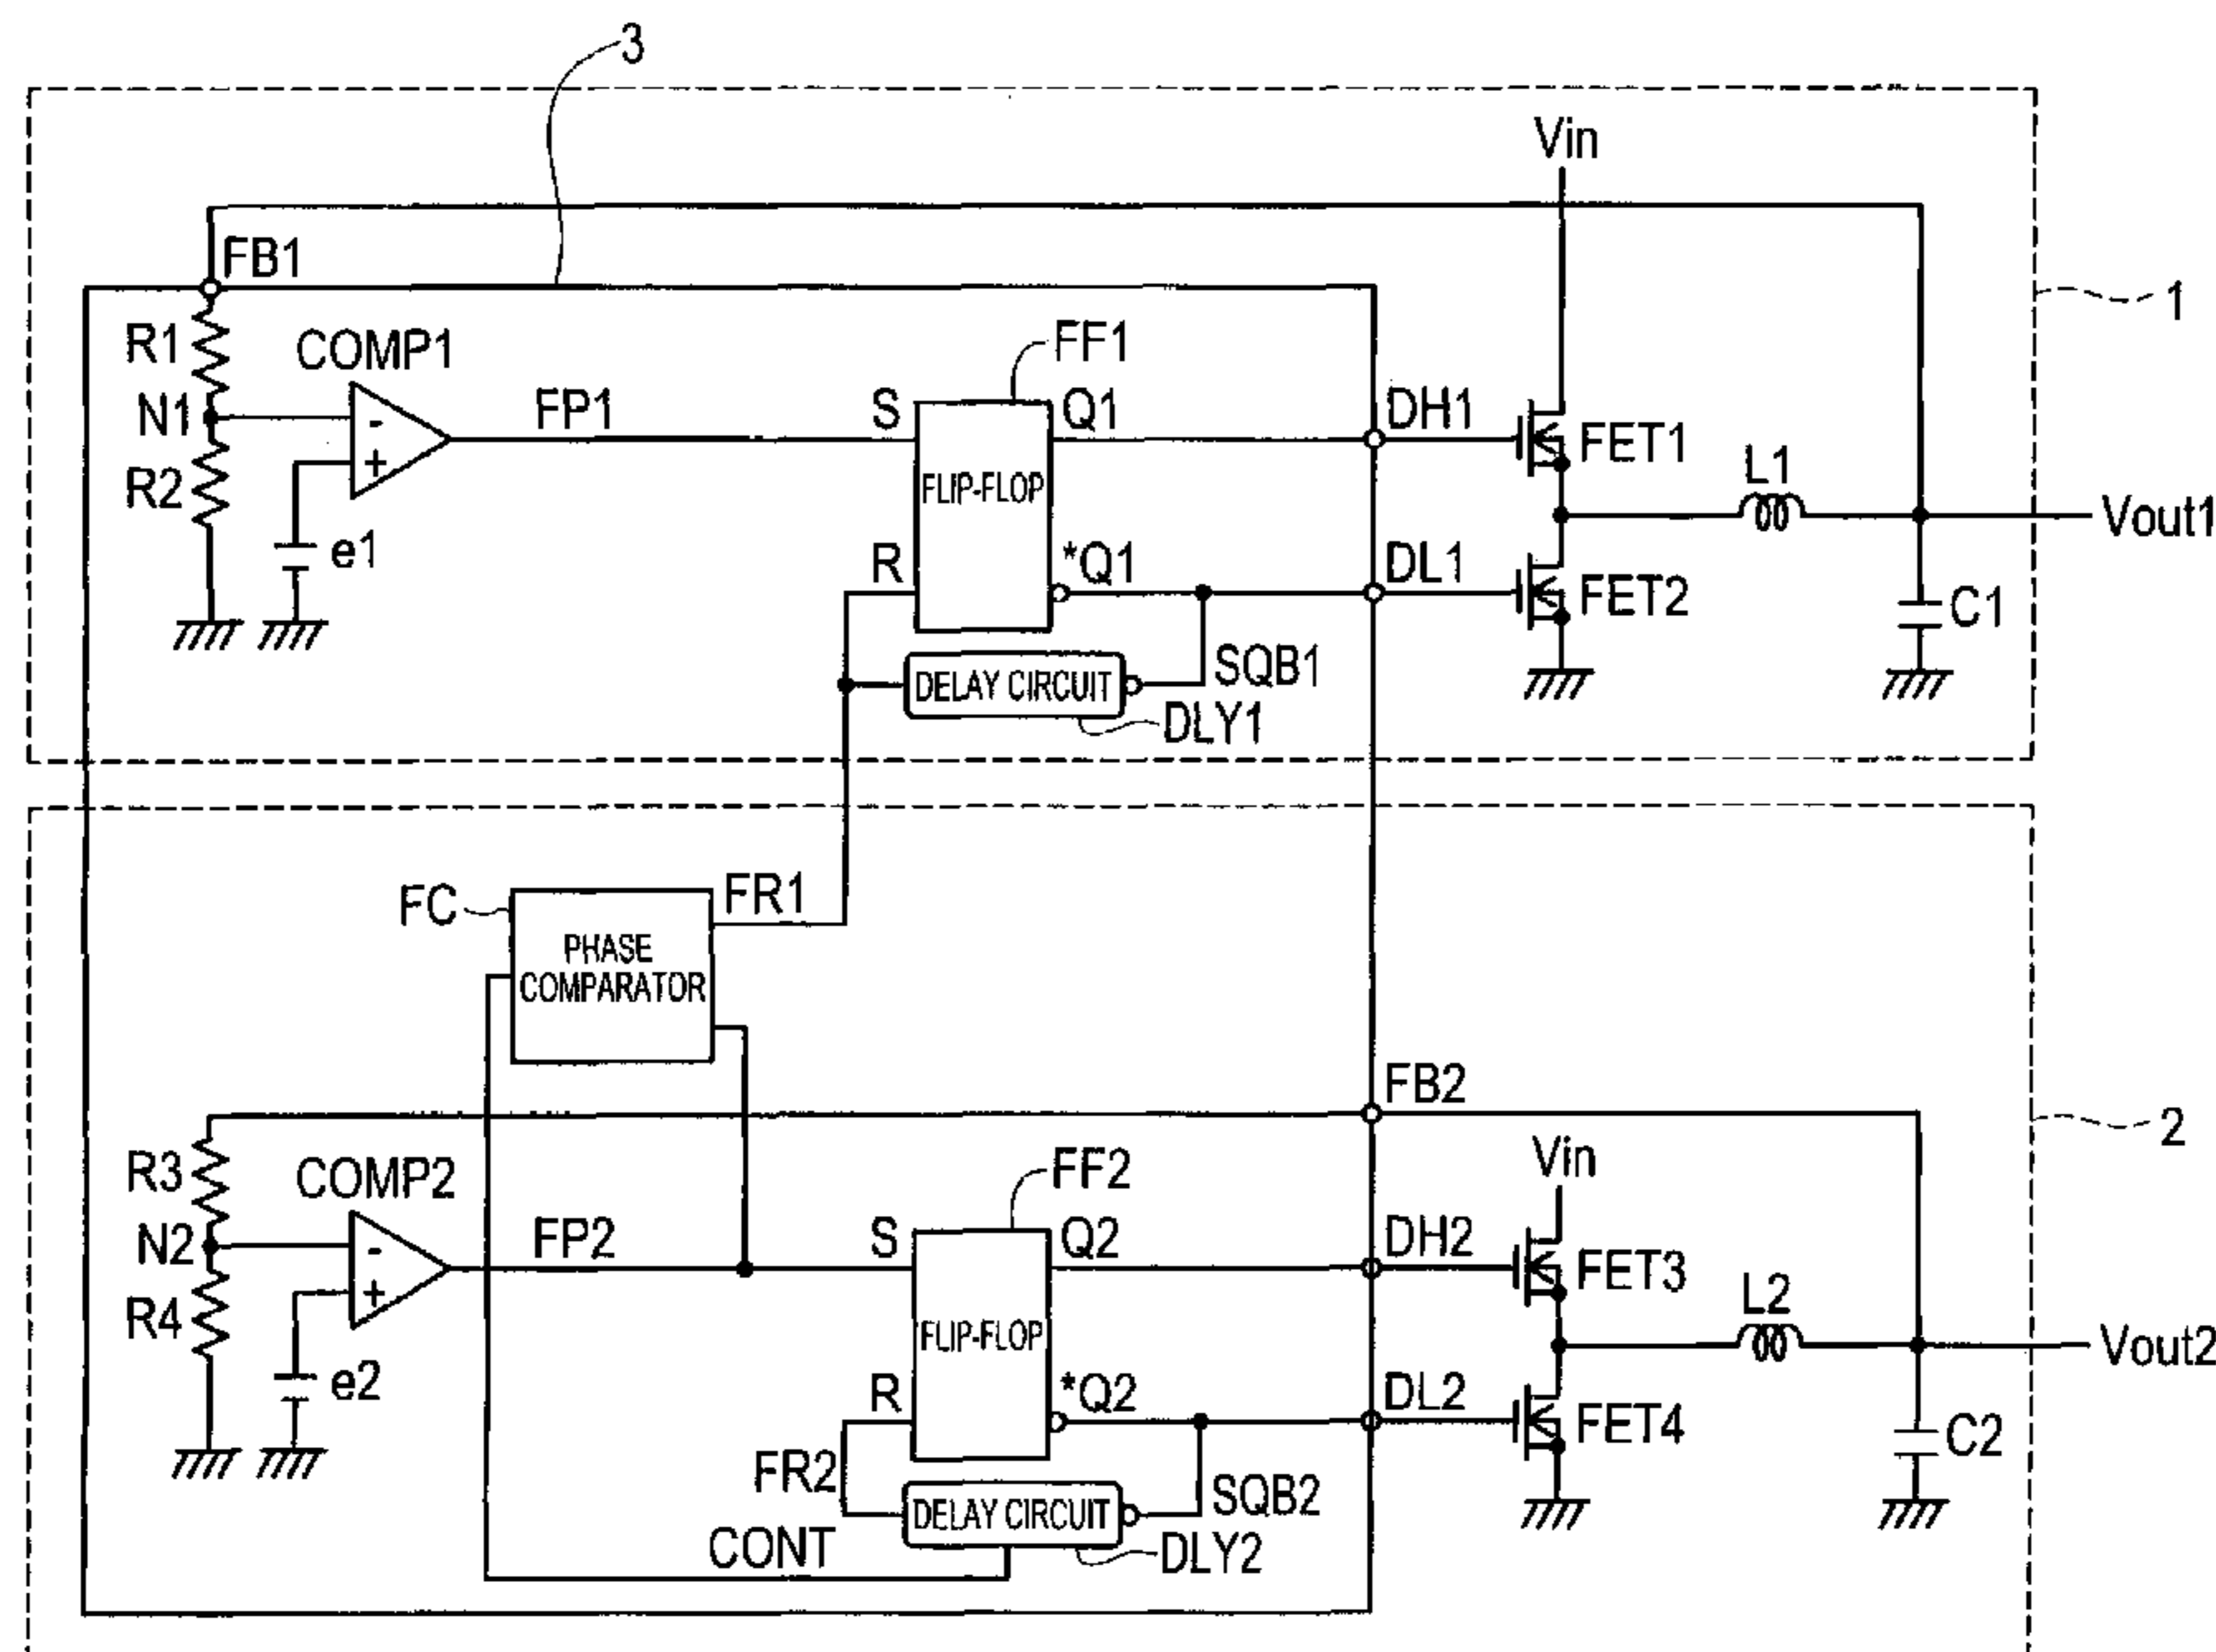 3
Vin
FB1
1
R1
COMP1
FF1
N1
FP1
S
Q1
DH1
-
+
FET1
R2
FLIP-FLOP
L1
Vout1
e1
R
*Q1
DL1
FET2
C1
DELAY CIRCUIT
SQB1
DLY1
FC
FR1
PHASE
COMPARATOR
FB2
2
R3
COMP2
FF2
Vin
N2
FP2
S
Q2
DH2
-
+
FET3
R4
FLIP-FLOP
L2
Vout2
e2
R
*Q2
DL2
FET4
C2
FR2
DELAY CIRCUIT
SQB2
CONT
DLY2